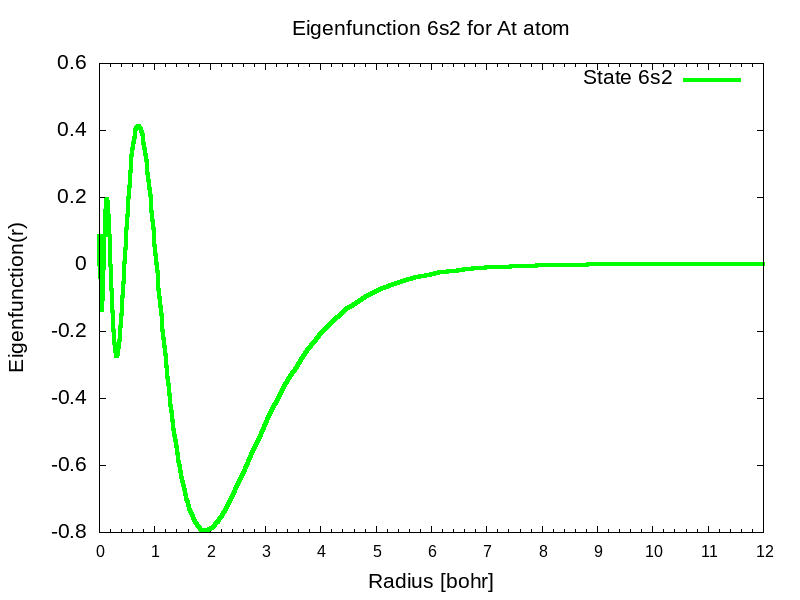 Eigenfunction 6s2 for At atom
State 6s2
0.6
0.4
0.2
0
-0.2
-0.4
-0.6
-0.8
Eigenfunction(r)
0 1 2 3 4 5 6 7 8 9 10 11 12
Radius [bohr]